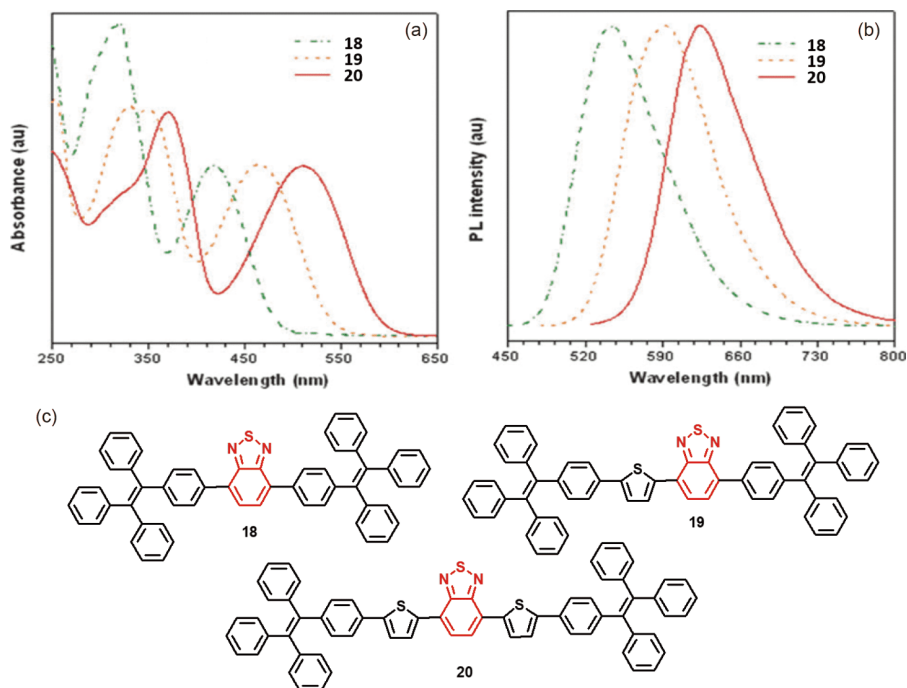 (a)
18
19
20
Absorbance (au)
250 350 450 550 650
Wavelength (nm)
(b)
18
19
20
PL intensity (au)
450 520 590 660 730 800
Wavelength (nm)
(c)
S
N N
18
S
S
N N
19
S
N N
S S
20